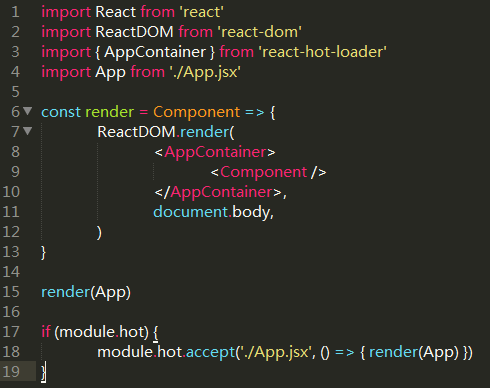 1 import React from 'react'
2 import ReactDOM from 'react-dom'
3 import { AppContainer } from 'react-hot-loader'
4 import App from './App.jsx'
5
6 const render = Component => {
7 ReactDOM.render(
8 <AppContainer>
9 <Component />
10 </AppContainer>,
11 document.body,
12 )
13 }
14
15 render(App)
16
17 if (module.hot) {
18 module.hot.accept('./App.jsx', () => { render(App) })
19 }